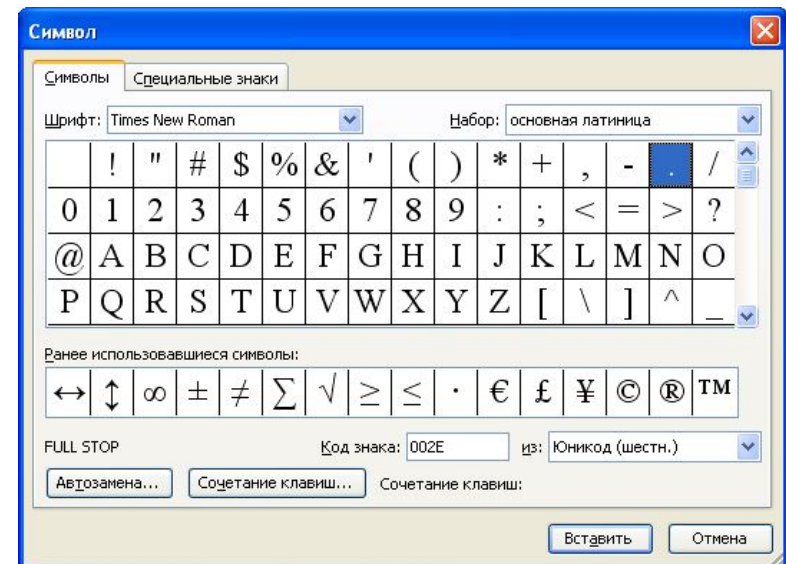 Символ
Символы Специальные знаки
Шрифт: Times New Roman Набор: основная латиница
! " # $ % & ' ( ) * + , - . /
0 1 2 3 4 5 6 7 8 9 : ; < = > ?
@ A B C D E F G H I J K L M N O
P Q R S T U V W X Y Z [ \ ] ^ _
Ранее использовавшиеся символы:
↔ ↕ ∞ ± ≠ ∑ √ ≥ ≤ · € £ ¥ © ® ™
FULL STOP Код знака: 002E из: Юникод (шестн.)
Автозамена... Сочетание клавиш... Сочетание клавиш:
Вставить Отмена